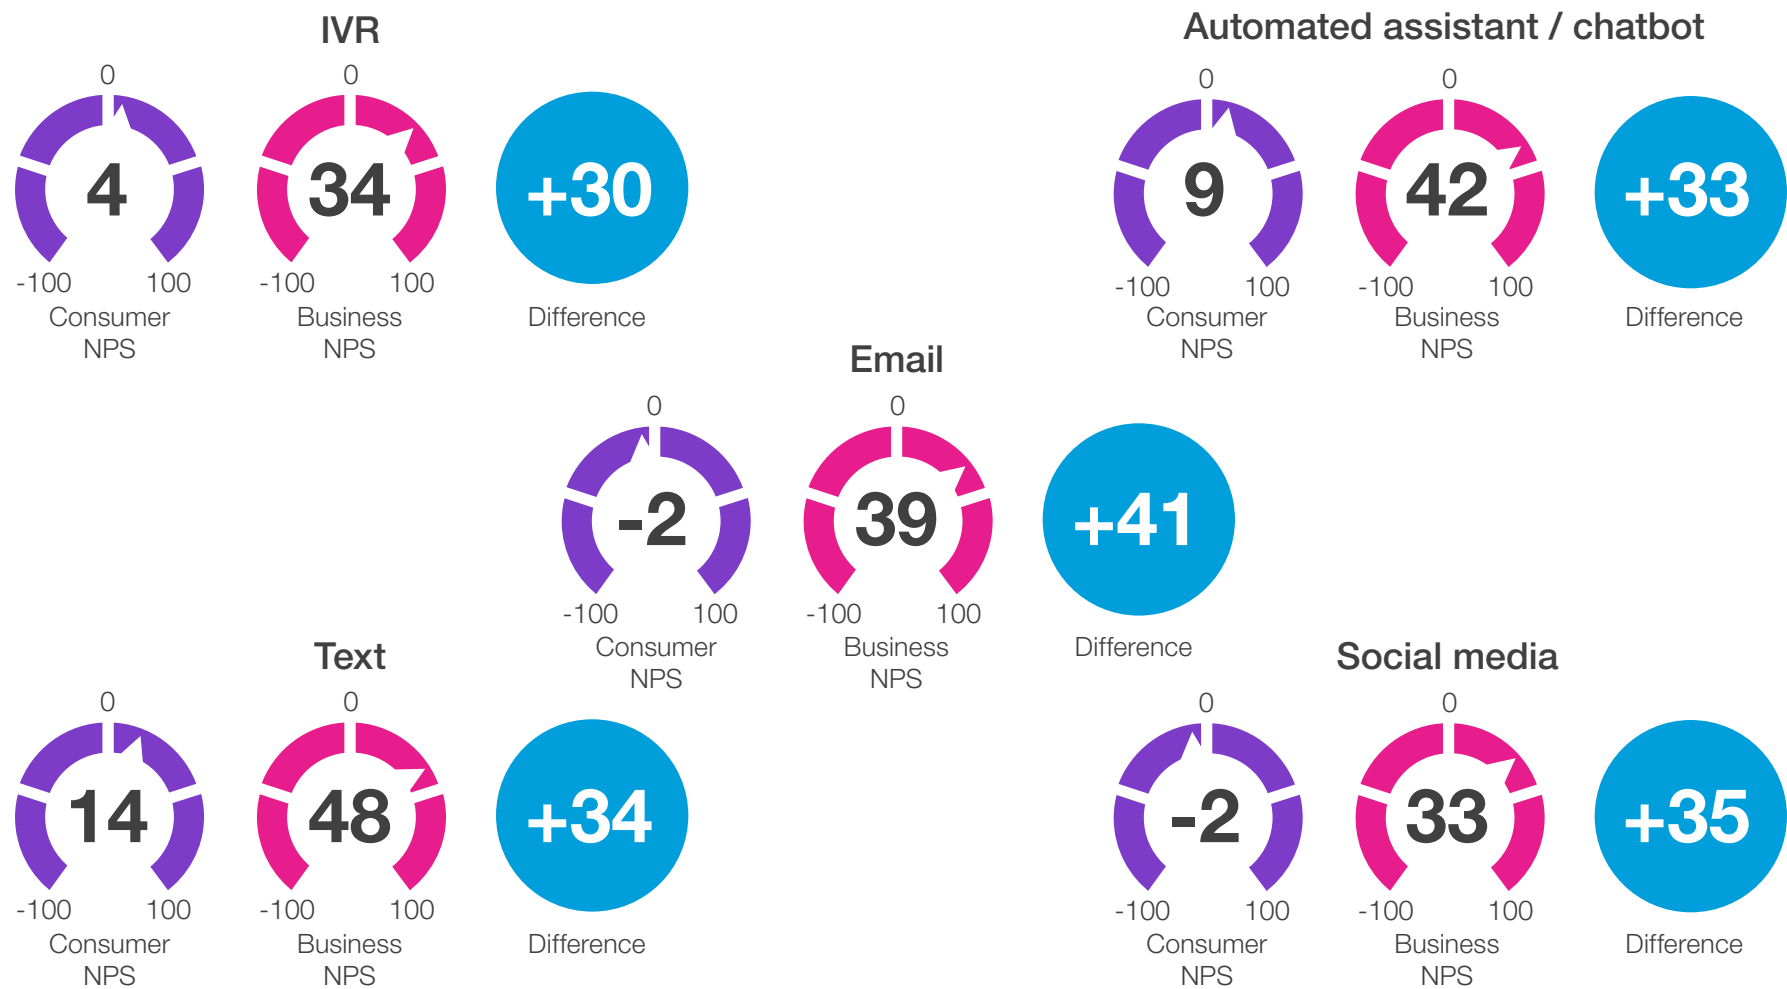 IVR
0
0
4
34
+30
-100
100
-100
100
Consumer
NPS
Business
NPS
Difference
Automated assistant / chatbot
0
0
9
42
+33
-100
100
-100
100
Consumer
NPS
Business
NPS
Difference
Email
0
0
-2
39
+41
-100
100
-100
100
Consumer
NPS
Business
NPS
Difference
Text
0
0
14
48
+34
-100
100
-100
100
Consumer
NPS
Business
NPS
Difference
Social media
0
0
-2
33
+35
-100
100
-100
100
Consumer
NPS
Business
NPS
Difference